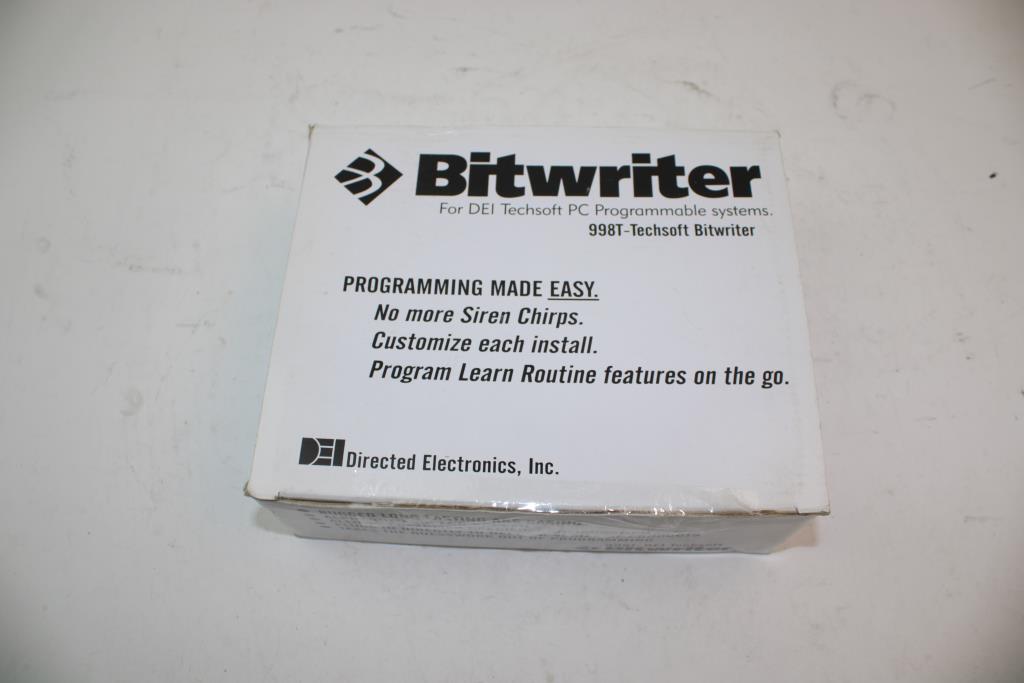 Bitwriter
For DEI Techsoft PC Programmable systems.
998T-Techsoft Bitwriter
PROGRAMMING MADE EASY.
No more Siren Chirps.
Customize each install.
Program Learn Routine features on the go.
DEI Directed Electronics, Inc.